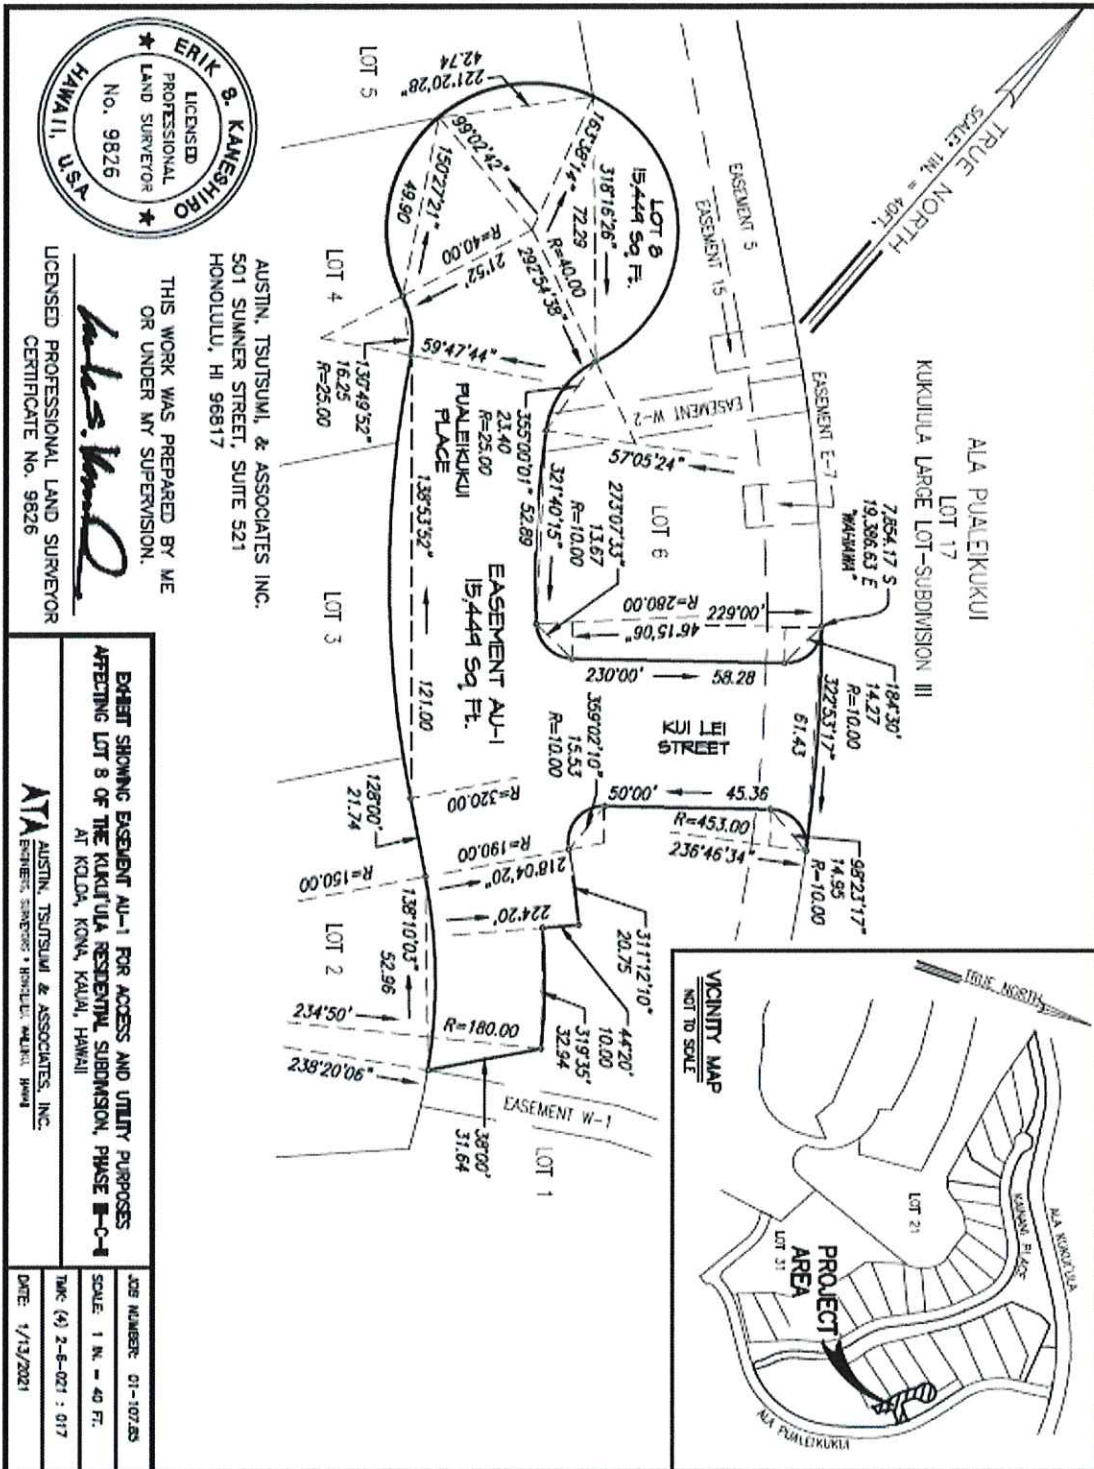 TRUE NORTH
SCALE: 1IN. = 40FT.
ALA PUALEIKUKUI
LOT 17
KUKUIULA LARGE LOT-SUBDIVISION III
EASEMENT 5
EASEMENT 15
EASEMENT E-7
EASEMENT W-2
7,854.17 S
19,386.63 E
"WAHIAWA"
LOT 5
221°20'28"
42.74
LOT 8
15,449 Sq. Ft.
163°38'14"
72.29
318°16'26"
R=40.00
292°54'38"
99°02'42"
150°27'21"
49.90
R=40.00
21°52'
LOT 4
130°49'52"
16.25
R=25.00
59°47'44"
PUALEIKUKUI
PLACE
355°00'01"
23.40
R=25.00
57°05'24"
LOT 6
321°40'15"
52.89
273°07'33"
13.67
R=10.00
R=280.00
229°00'
46°15'06"
230°00'
58.28
184°30'
14.27
R=10.00
322°53'17"
61.43
KUI LEI
STREET
50°00'
45.36
R=453.00
236°46'34"
98°23'17"
14.95
R=10.00
359°02'10"
15.53
R=10.00
EASEMENT AU-1
15,449 Sq. Ft.
138°53'52"
121.00
LOT 3
R=320.00
128°00'
21.74
R=190.00
218°04'20"
R=150.00
224°20'
311°12'10"
20.75
44°20'
10.00
319°35'
32.94
138°10'03"
52.96
LOT 2
234°50'
R=180.00
238°20'06"
38°00'
31.64
EASEMENT W-1
LOT 1
VICINITY MAP
NOT TO SCALE
TRUE NORTH
ALA KUKUI'ULA
KAINANI PLACE
LOT 21
LOT 31
PROJECT
AREA
ALA PUALEIKUKUI
ERIK S. KANESHIRO
LICENSED
PROFESSIONAL
LAND SURVEYOR
No. 9826
HAWAII, U.S.A.
AUSTIN, TSUTSUMI, & ASSOCIATES INC.
501 SUMNER STREET, SUITE 521
HONOLULU, HI 96817
THIS WORK WAS PREPARED BY ME
OR UNDER MY SUPERVISION.
LICENSED PROFESSIONAL LAND SURVEYOR
CERTIFICATE No. 9826
EXHIBIT SHOWING EASEMENT AU-1 FOR ACCESS AND UTILITY PURPOSES
AFFECTING LOT 8 OF THE KUKUI'ULA RESIDENTIAL SUBDIVISION, PHASE III-C-II
AT KOLOA, KONA, KAUAI, HAWAII
ATA AUSTIN, TSUTSUMI & ASSOCIATES, INC.
ENGINEERS, SURVEYORS • HONOLULU, WAILUKU, HAWAII
JOB NUMBER: 01-107.85
SCALE: 1 IN. = 40 FT.
TMK: (4) 2-6-021 : 017
DATE: 1/13/2021